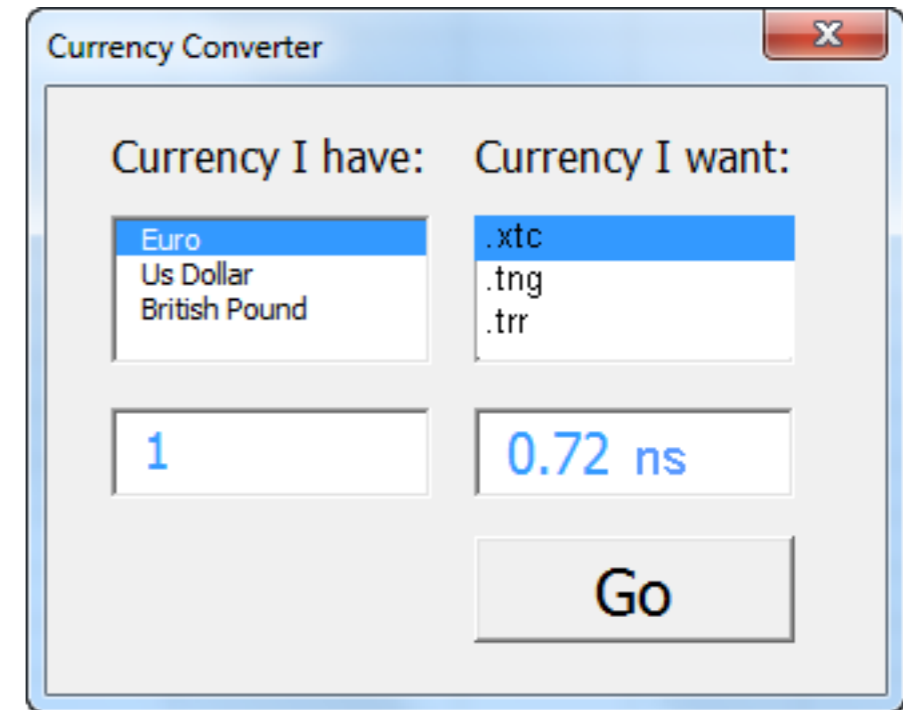 Currency Converter
Currency I have:
Currency I want:
Euro
Us Dollar
British Pound
.xtc
.tng
.trr
1
0.72 ns
Go